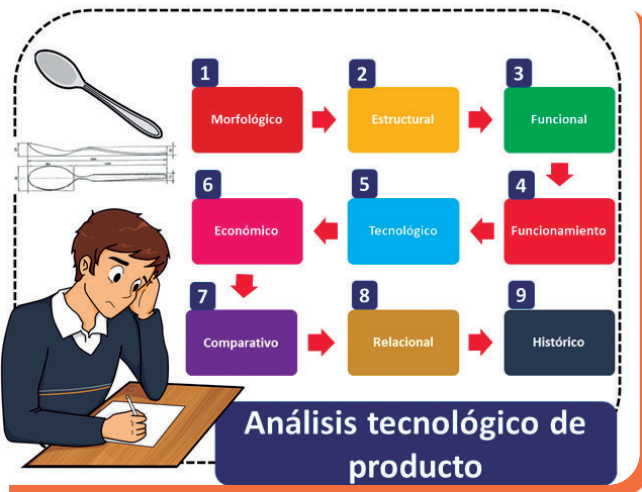 1
Morfológico
2
Estructural
3
Funcional
4
Funcionamiento
5
Tecnológico
6
Económico
7
Comparativo
8
Relacional
9
Histórico
Análisis tecnológico de
producto